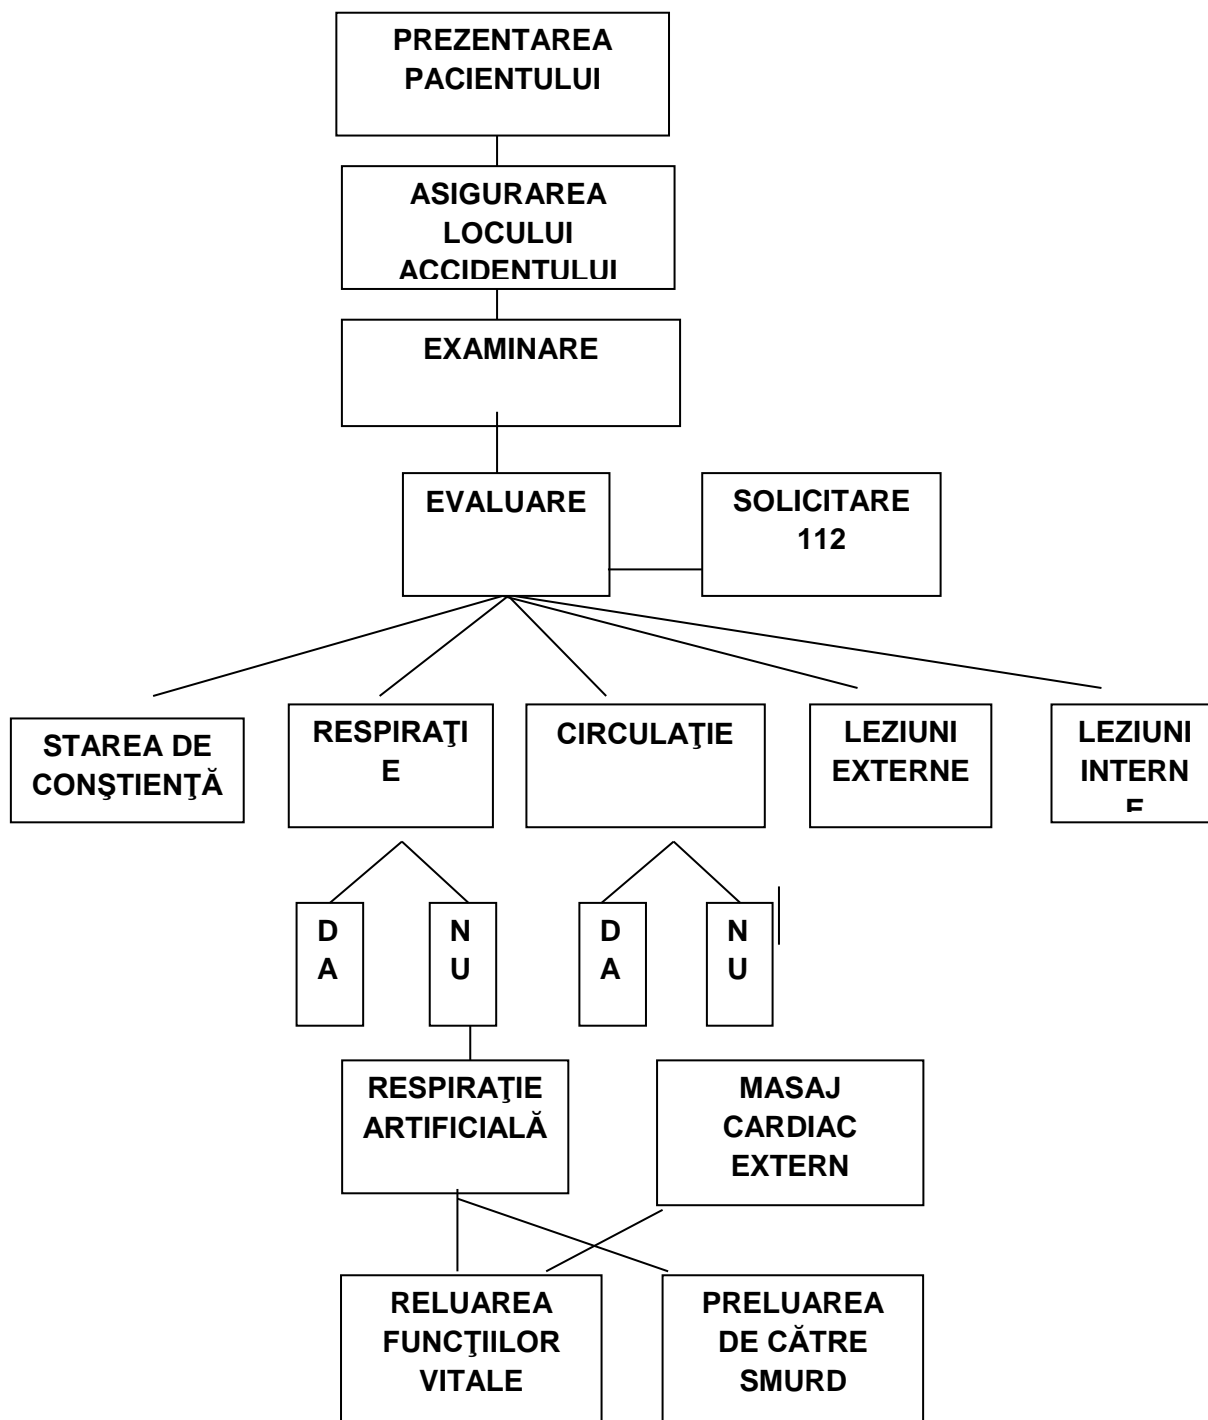 PREZENTAREA
PACIENTULUI
ASIGURAREA
LOCULUI
ACCIDENTULUI
EXAMINARE
EVALUARE
SOLICITARE
112
STAREA DE
CONŞTIENŢĂ
RESPIRAŢI
E
CIRCULAŢIE
LEZIUNI
EXTERNE
LEZIUNI
INTERN
E
D
A
N
U
D
A
N
U
RESPIRAŢIE
ARTIFICIALĂ
MASAJ
CARDIAC
EXTERN
RELUAREA
FUNCŢIILOR
VITALE
PRELUAREA
DE CĂTRE
SMURD